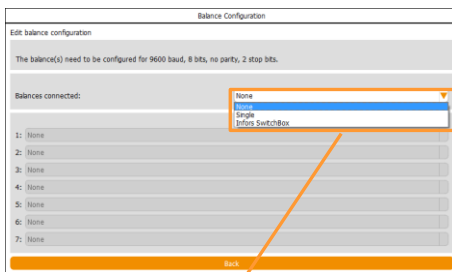 Balance Configuration
Edit balance configuration
The balance(s) need to be configured for 9600 baud, 8 bits, no parity, 2 stop bits.
Balances connected: None
None
Single
Infors SwitchBox
1: None
2: None
3: None
4: None
5: None
6: None
7: None
Back